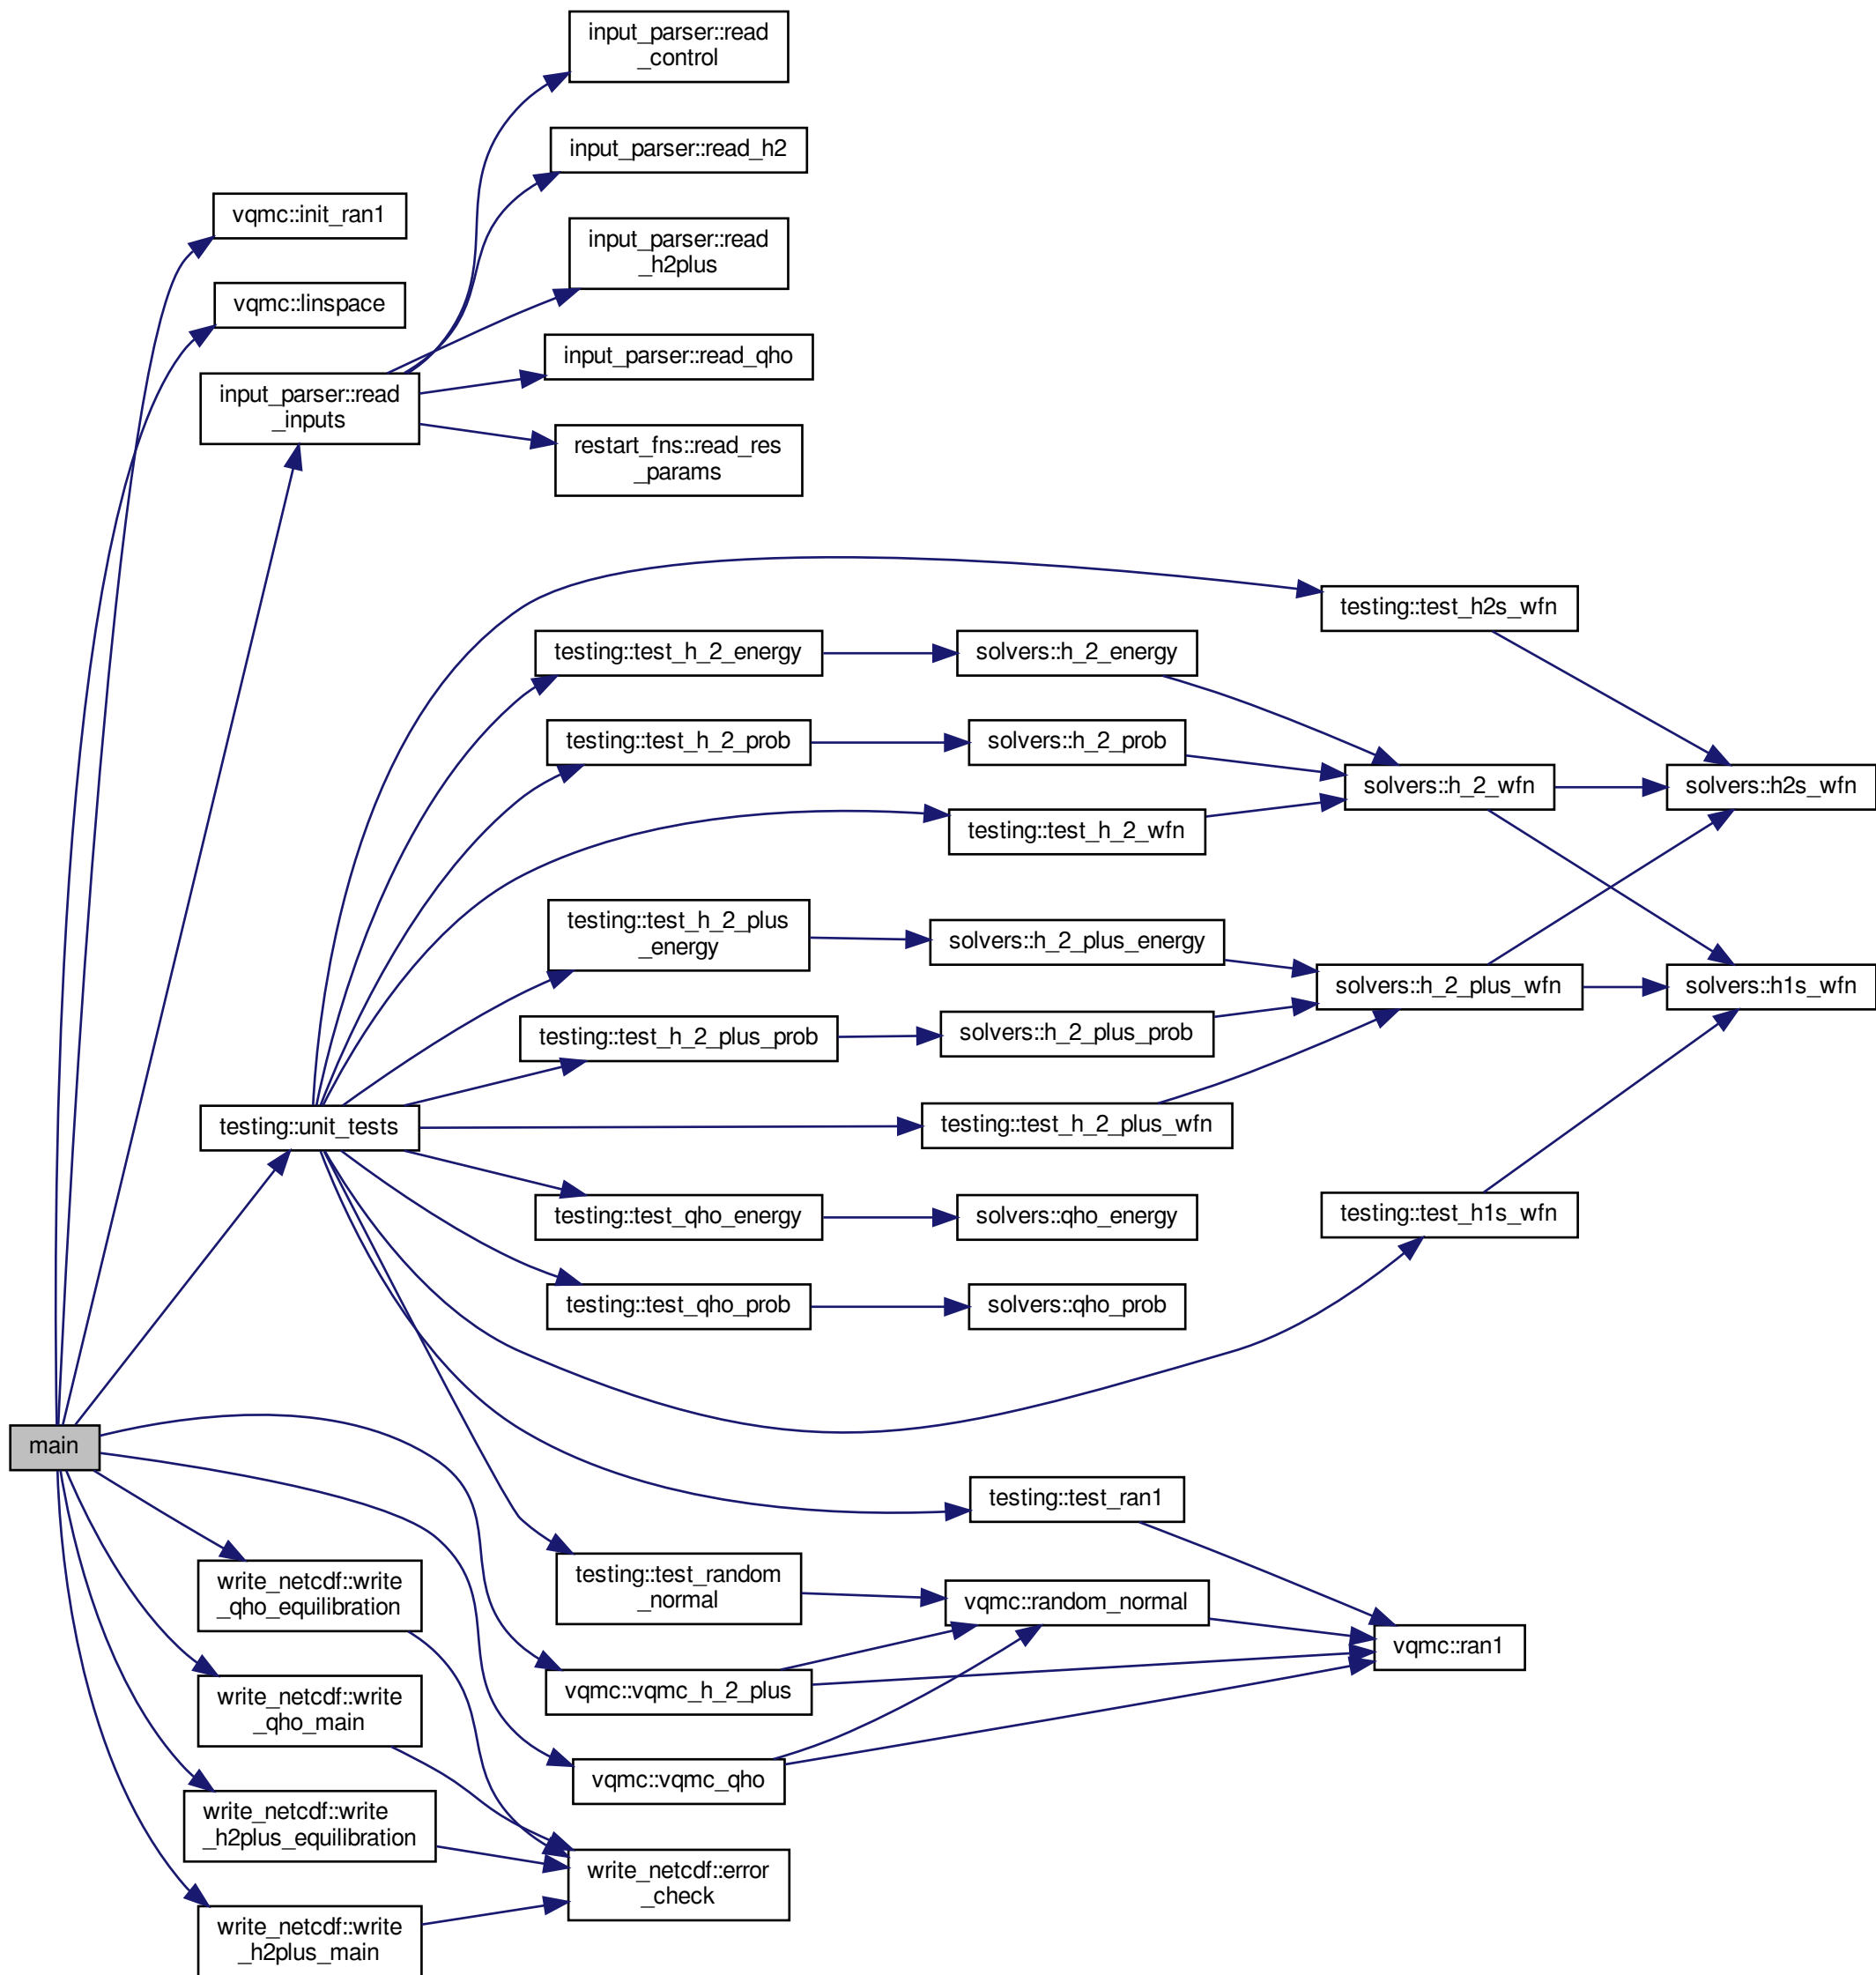 input_parser::read
_control
input_parser::read_h2
vqmc::init_ran1
input_parser::read
_h2plus
vqmc::linspace
input_parser::read_qho
input_parser::read
_inputs
restart_fns::read_res
_params
testing::test_h2s_wfn
testing::test_h_2_energy
solvers::h_2_energy
testing::test_h_2_prob
solvers::h_2_prob
solvers::h_2_wfn
solvers::h2s_wfn
testing::test_h_2_wfn
testing::test_h_2_plus
_energy
solvers::h_2_plus_energy
solvers::h_2_plus_wfn
solvers::h1s_wfn
testing::test_h_2_plus_prob
solvers::h_2_plus_prob
testing::unit_tests
testing::test_h_2_plus_wfn
testing::test_qho_energy
solvers::qho_energy
testing::test_h1s_wfn
testing::test_qho_prob
solvers::qho_prob
main
testing::test_ran1
write_netcdf::write
_qho_equilibration
testing::test_random
_normal
vqmc::random_normal
vqmc::ran1
write_netcdf::write
_qho_main
vqmc::vqmc_h_2_plus
vqmc::vqmc_qho
write_netcdf::write
_h2plus_equilibration
write_netcdf::error
_check
write_netcdf::write
_h2plus_main